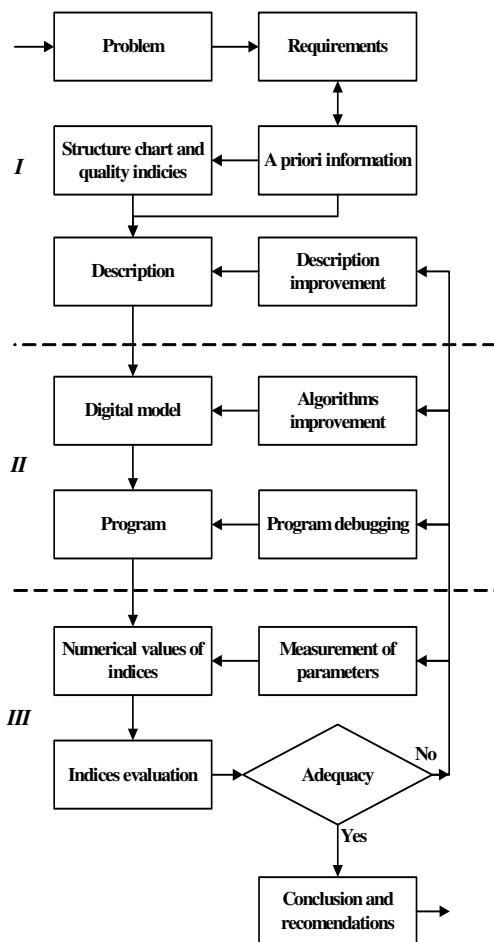 Problem
Requirements
I
Structure chart and
quality indicies
A priori information
Description
Description
improvement
Digital model
Algorithms
improvement
II
Program
Program debugging
Numerical values of
indices
Measurement of
parameters
III
Indices evaluation
Adequacy
No
Yes
Conclusion and
recomendations